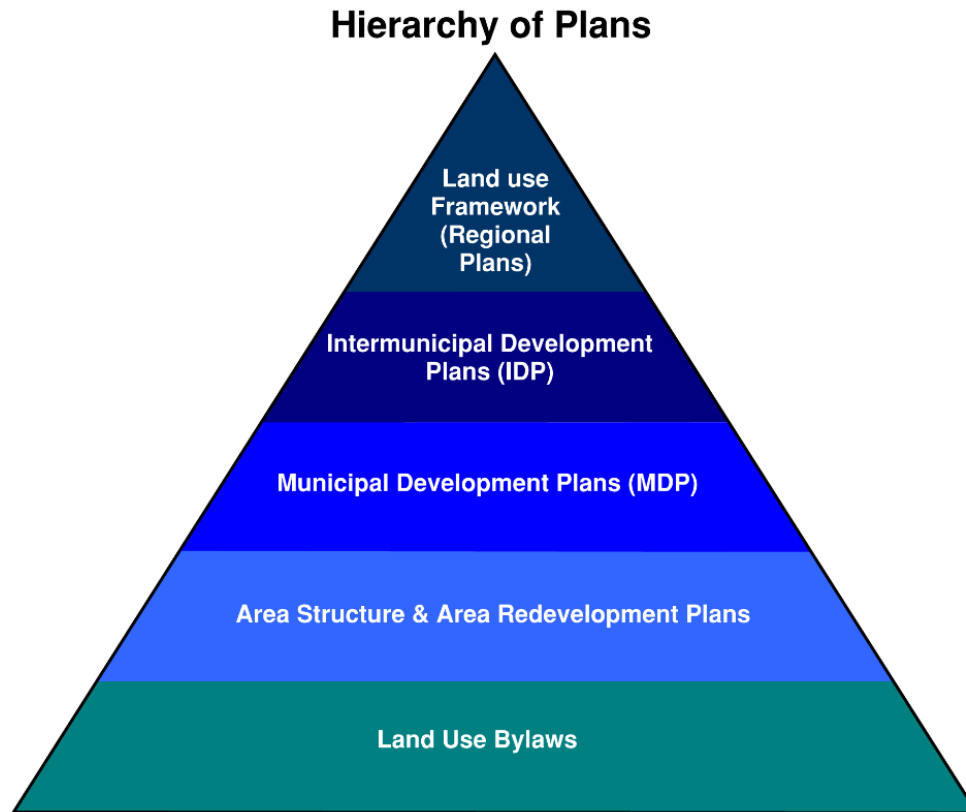 Hierarchy of Plans
Land use
Framework
(Regional
Plans)
Intermunicipal Development
Plans (IDP)
Municipal Development Plans (MDP)
Area Structure & Area Redevelopment Plans
Land Use Bylaws